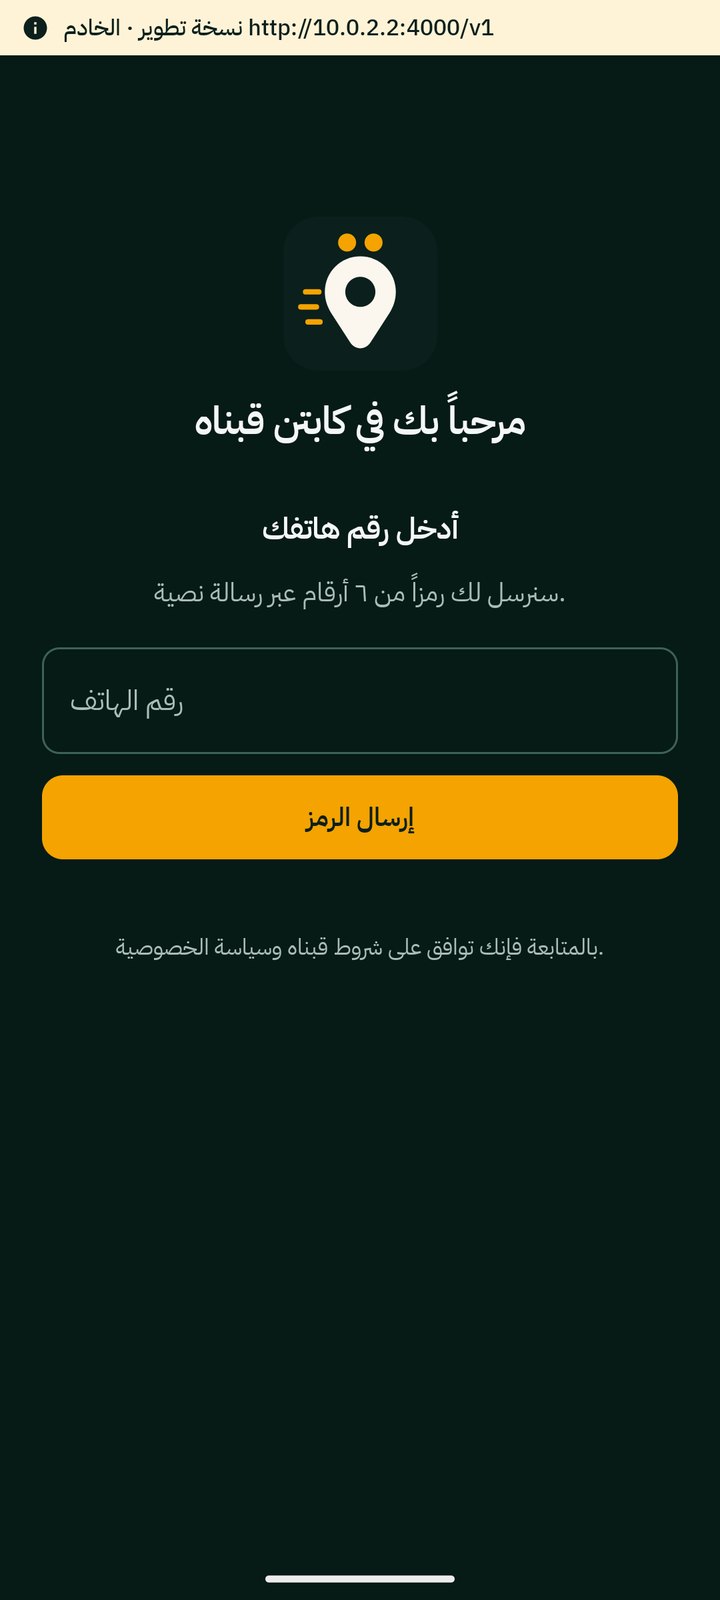 نسخة تطوير · الخادم http://10.0.2.2:4000/v1
مرحباً بك في كابتن قبناه
أدخل رقم هاتفك
سنرسل لك رمزاً من ٦ أرقام عبر رسالة نصية.
رقم الهاتف
إرسال الرمز
بالمتابعة فإنك توافق على شروط قبناه وسياسة الخصوصية.